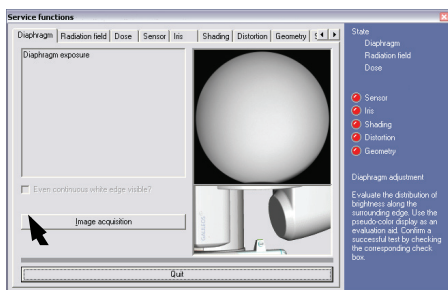 Service functions
Diaphragm Radiation field Dose Sensor Iris Shading Distortion Geometry
Diaphragm exposure
Even continuous white edge visible?
Image acquisition
Quit
State
Diaphragm
Radiation field
Dose
Sensor
Iris
Shading
Distortion
Geometry
Diaphragm adjustment
Evaluate the distribution of
brightness along the
surrounding edge. Use the
pseudo-color display as an
evaluation aid. Confirm a
successful test by checking
the corresponding check
box.